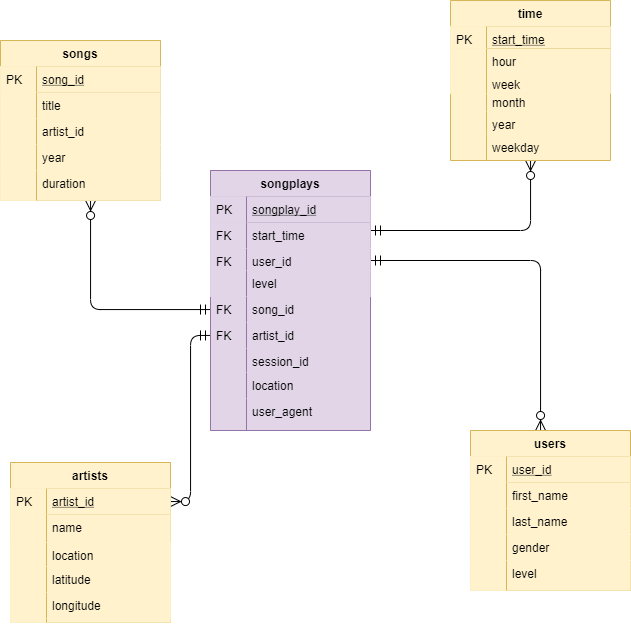 songs
PK song_id
title
artist_id
year
duration
time
PK start_time
hour
week
month
year
weekday
songplays
PK songplay_id
FK start_time
FK user_id
level
FK song_id
FK artist_id
session_id
location
user_agent
artists
PK artist_id
name
location
latitude
longitude
users
PK user_id
first_name
last_name
gender
level